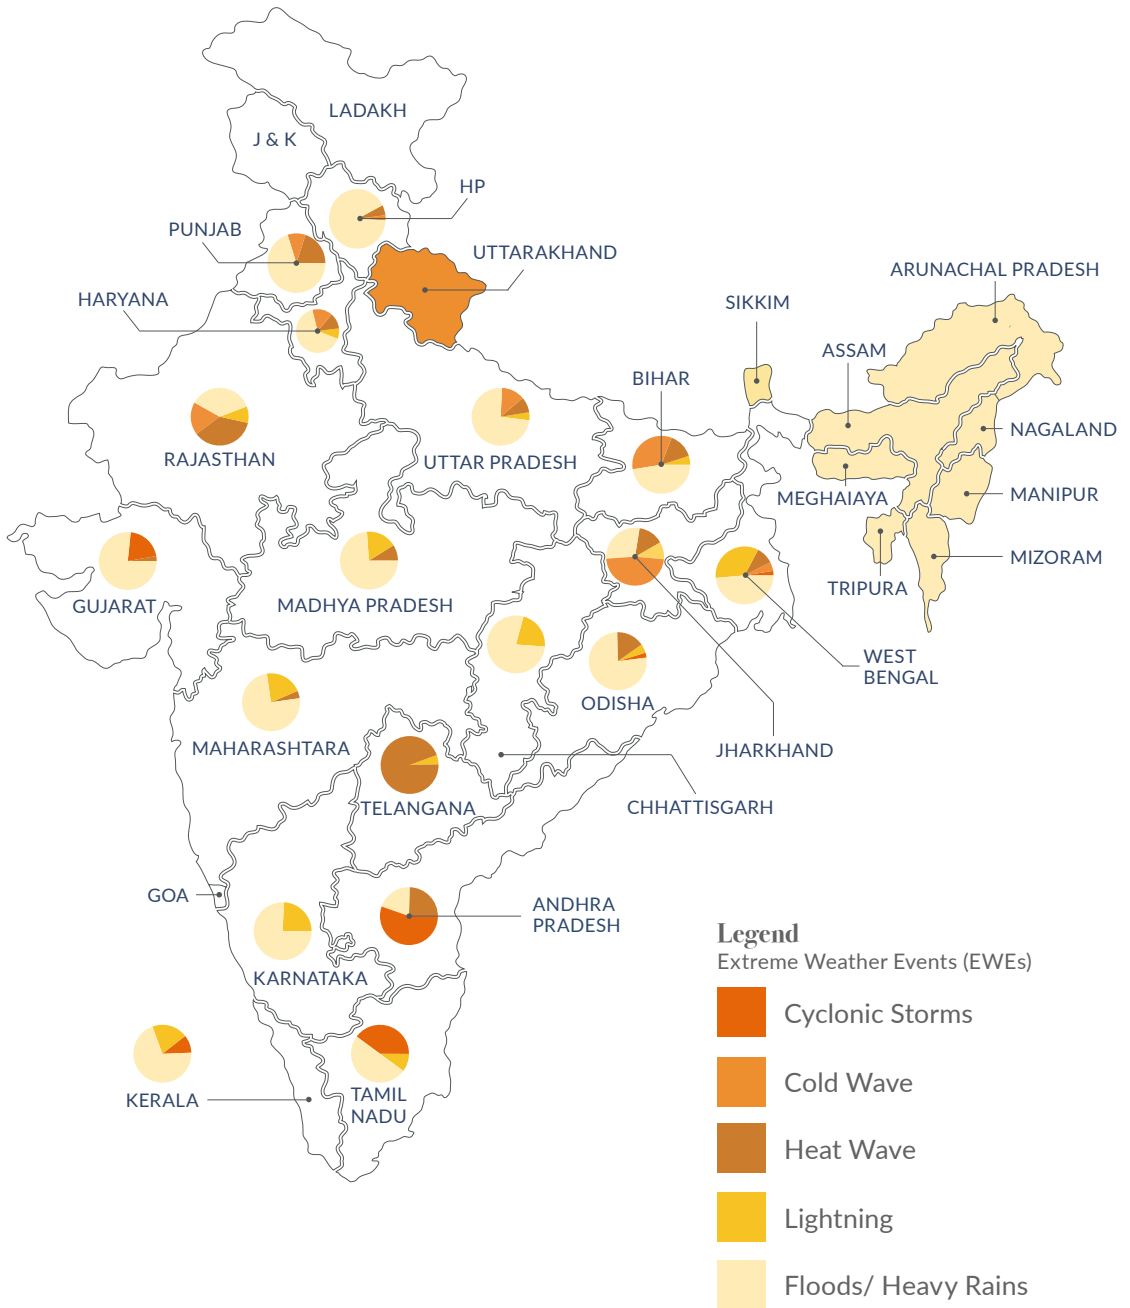 LADAKH
J & K
HP
PUNJAB
UTTARAKHAND
ARUNACHAL PRADESH
HARYANA
SIKKIM
ASSAM
BIHAR
NAGALAND
RAJASTHAN
UTTAR PRADESH
MEGHAIAYA
MANIPUR
MIZORAM
TRIPURA
GUJARAT
MADHYA PRADESH
WEST
BENGAL
ODISHA
MAHARASHTARA
JHARKHAND
TELANGANA
CHHATTISGARH
GOA
ANDHRA
PRADESH
KARNATAKA
KERALA
TAMIL
NADU
Legend
Extreme Weather Events (EWEs)
Cyclonic Storms
Cold Wave
Heat Wave
Lightning
Floods/ Heavy Rains